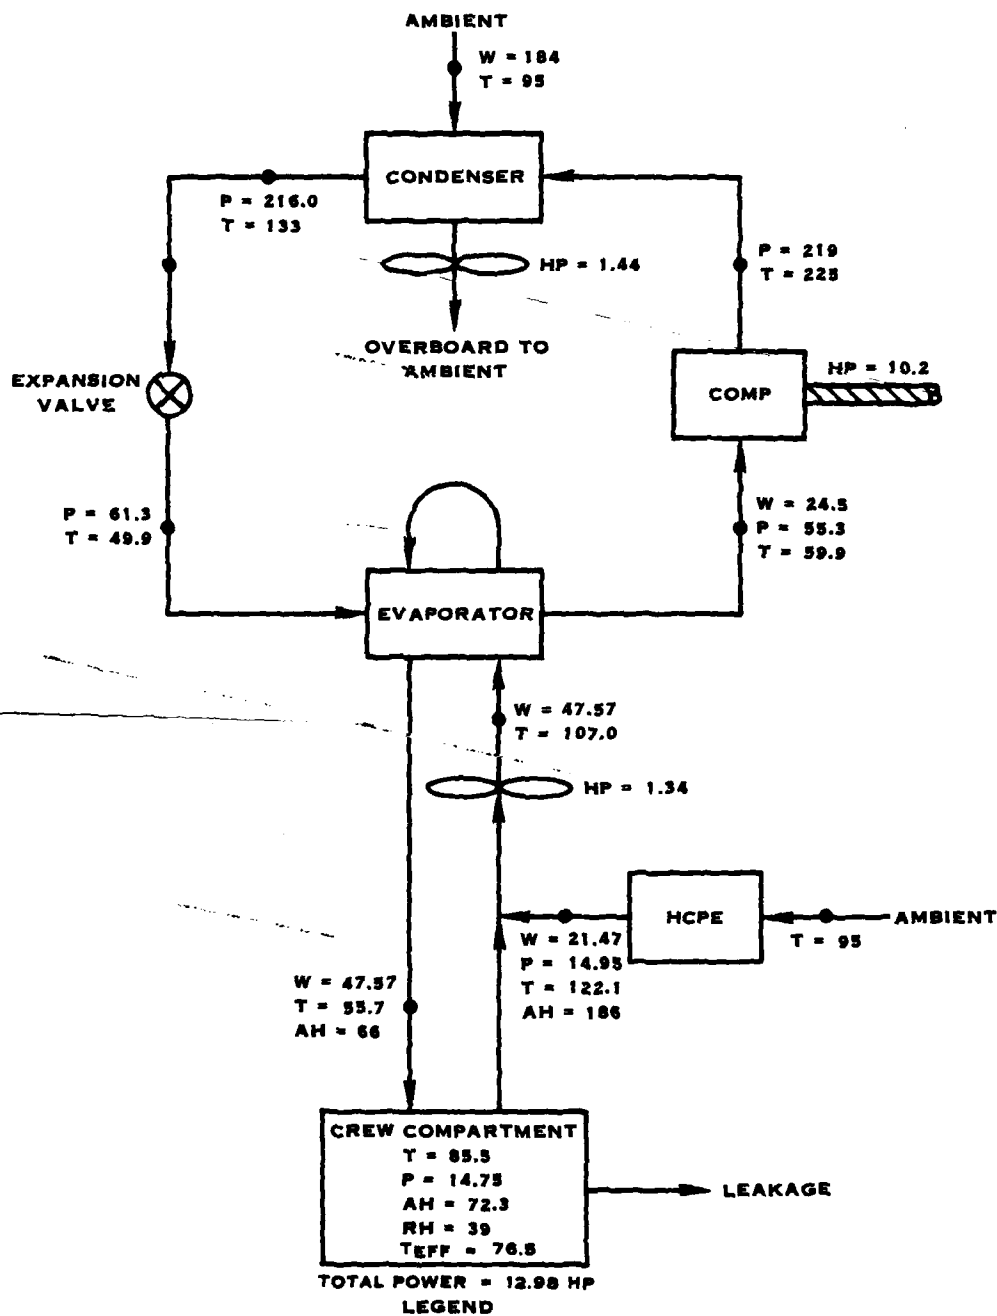 AMBIENT
W = 184
T = 95
CONDENSER
P = 216.0
T = 133
HP = 1.44
P = 219
T = 225
OVERBOARD TO
AMBIENT
EXPANSION
VALVE
HP = 10.2
COMP
P = 61.3
T = 49.9
W = 24.5
P = 55.3
T = 59.9
EVAPORATOR
W = 47.57
T = 107.0
HP = 1.34
HCPE
AMBIENT
T = 95
W = 21.47
P = 14.95
T = 122.1
AH = 186
W = 47.57
T = 55.7
AH = 66
CREW COMPARTMENT
T = 85.5
P = 14.75
AH = 72.3
RH = 39
TEFF = 76.5
LEAKAGE
TOTAL POWER = 12.98 HP
LEGEND